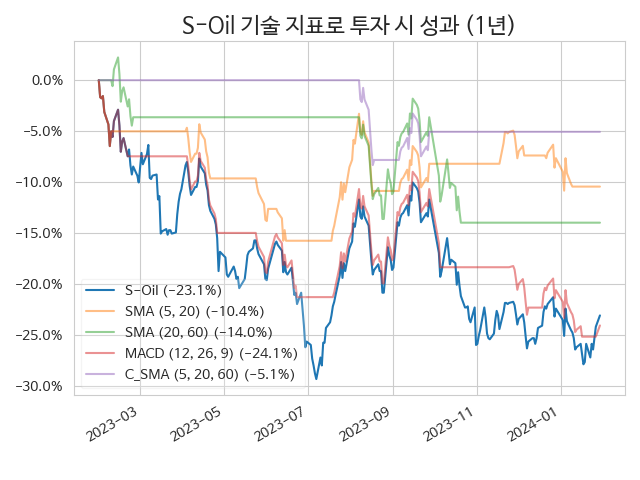 S-Oil 기술 지표로 투자 시 성과 (1년)
0.0%
−5.0%
−10.0%
−15.0%
−20.0%
−25.0%
−30.0%
S-Oil (−23.1%)
SMA (5, 20) (−10.4%)
SMA (20, 60) (−14.0%)
MACD (12, 26, 9) (−24.1%)
C_SMA (5, 20, 60) (−5.1%)
2023-03
2023-05
2023-07
2023-09
2023-11
2024-01